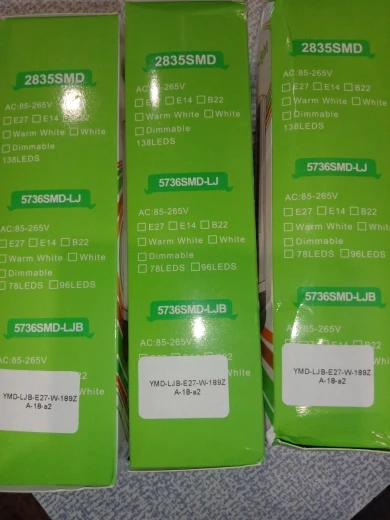 2835SMD
AC:85-265V
☐E27 ☐E14 ☐B22
☐Warm White ☐White
☐Dimmable
138LEDS
5736SMD-LJ
AC:85-265V
☐E27 ☐E14 ☐B22
☐Warm White ☐White
☐Dimmable
☐78LEDS ☐96LEDS
5736SMD-LJB
AC:85-265V
White
YMD-LJB-E27-W-189Z
A-18-a2
2835SMD
AC:85-265V
☐E27 ☐E14 ☐B22
☐Warm White ☐White
☐Dimmable
138LEDS
5736SMD-LJ
AC:85-265V
☐E27 ☐E14 ☐B22
☐Warm White ☐White
☐Dimmable
☐78LEDS ☐96LEDS
5736SMD-LJB
AC:85-265V
White
YMD-LJB-E27-W-189Z
A-18-a2
2835SMD
AC:85-265V
☐E27 ☐E14 ☐B22
☐Warm White ☐White
☐Dimmable
138LEDS
5736SMD-LJ
AC:85-265V
☐E27 ☐E14 ☐B22
☐Warm White
☐Dimmable
☐78LEDS ☐96LEDS
5736SMD-LJB
AC:85-265V
YMD-LJB-E27-W-189Z
A-18-a2